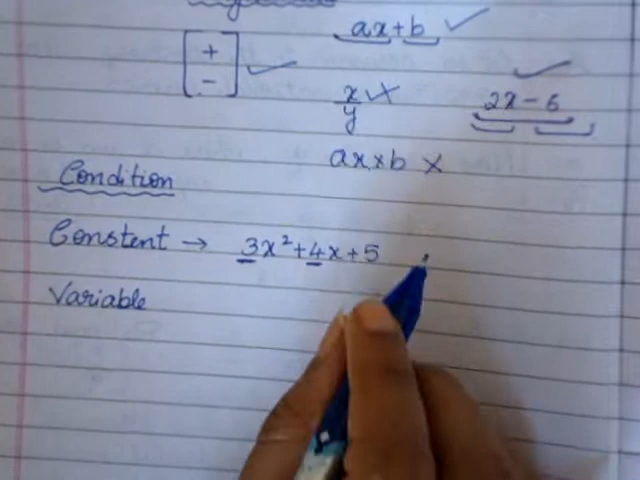 ax+b ✓
[+ −] ✓
x/y ✗
2x-6 ✓
ax×b ✗
Condition
Constent → 3x²+4x+5
Variable